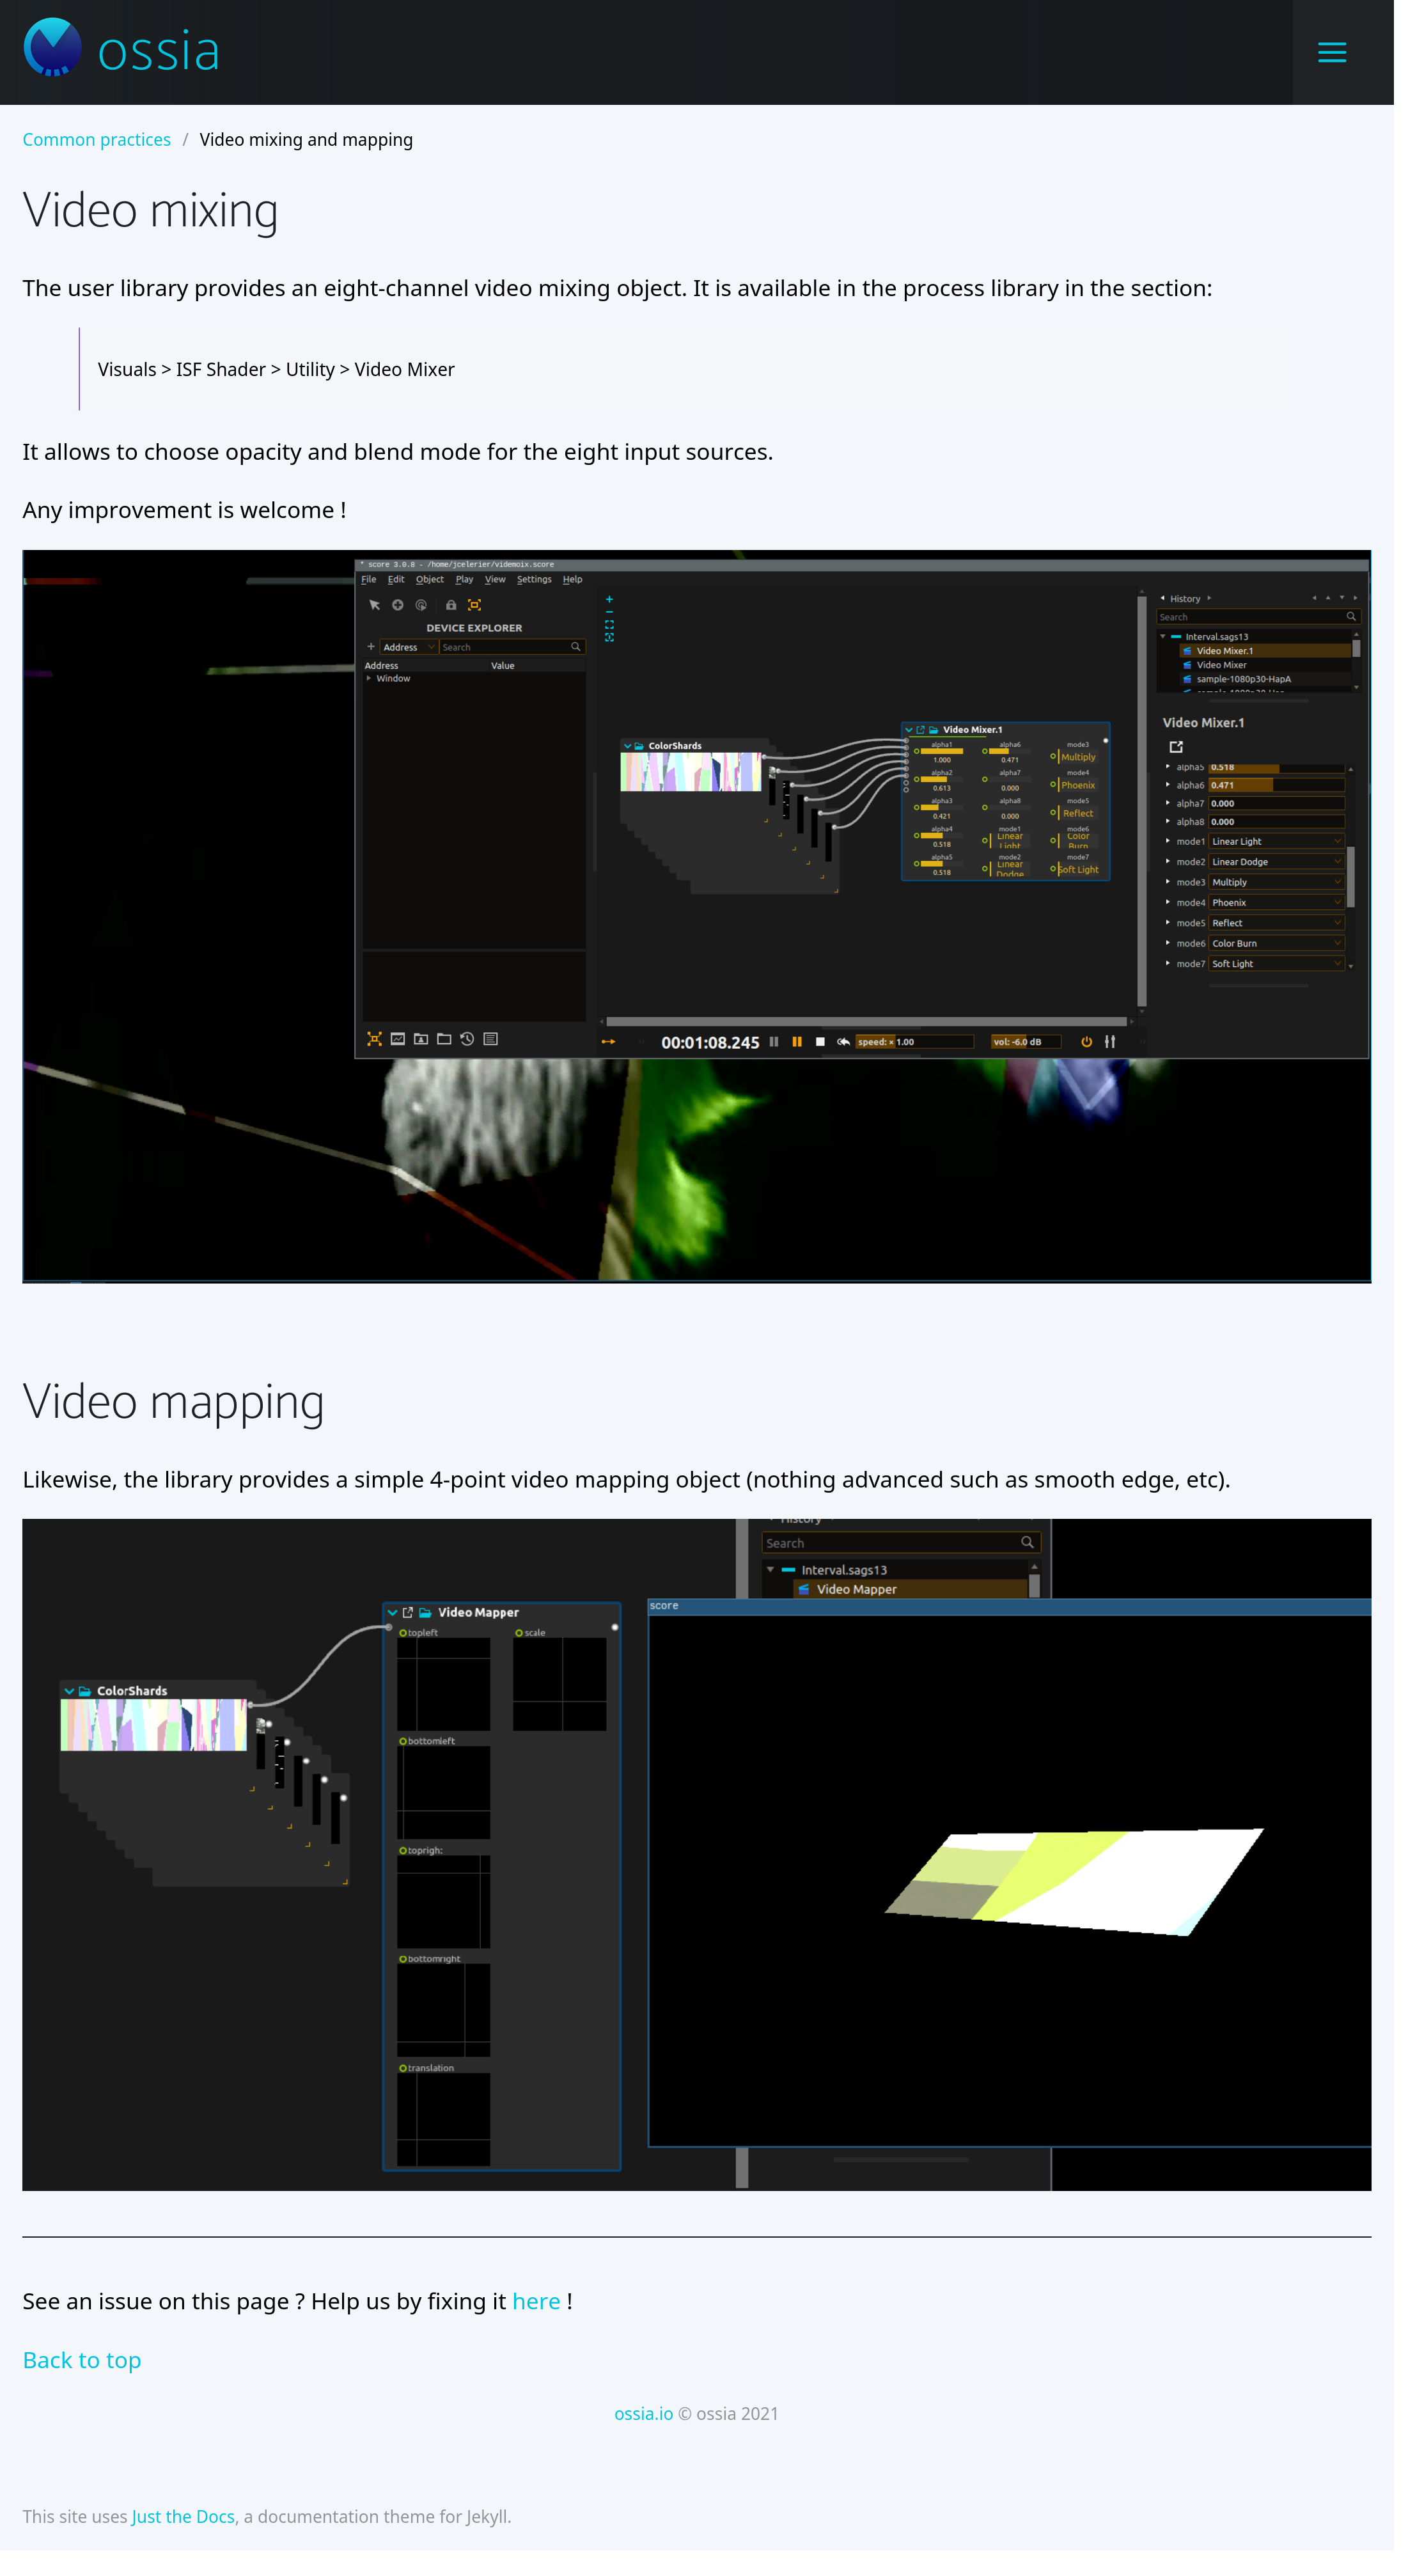 ossia
Common practices / Video mixing and mapping
Video mixing
The user library provides an eight-channel video mixing object. It is available in the process library in the section:
Visuals > ISF Shader > Utility > Video Mixer
It allows to choose opacity and blend mode for the eight input sources.
Any improvement is welcome !
* score 3.0.8 - /home/jcelerier/videmoix.score
File Edit Object Play View Settings Help
DEVICE EXPLORER
Address Search
Address Value
Window
ColorShards
Video Mixer.1
alpha1 alpha6 mode3
1.000 0.471 Multiply
alpha2 alpha7 mode4
0.613 0.000 Phoenix
alpha3 alpha8 mode5
0.421 0.000 Reflect
alpha4 mode1 mode6
0.518 Linear Light Color Burn
alpha5 mode2 mode7
0.518 Linear Dodge Soft Light
History
Search
Interval.sags13
Video Mixer.1
Video Mixer
sample-1080p30-HapA
Video Mixer.1
alpha5 0.518
alpha6 0.471
alpha7 0.000
alpha8 0.000
mode1 Linear Light
mode2 Linear Dodge
mode3 Multiply
mode4 Phoenix
mode5 Reflect
mode6 Color Burn
mode7 Soft Light
00:01:08.245 speed: × 1.00 vol: -6.0 dB
Video mapping
Likewise, the library provides a simple 4-point video mapping object (nothing advanced such as smooth edge, etc).
History
Search
Interval.sags13
Video Mapper
score
ColorShards
Video Mapper
topleft scale
bottomleft
toprigh:
bottomright
translation
See an issue on this page ? Help us by fixing it here !
Back to top
ossia.io © ossia 2021
This site uses Just the Docs, a documentation theme for Jekyll.